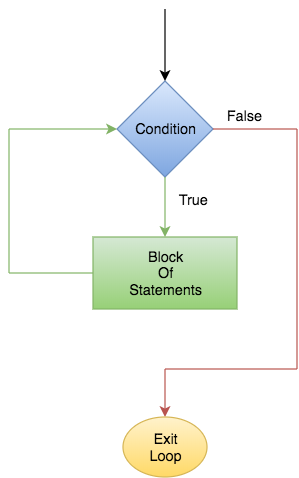 False
Condition
True
Block
Of
Statements
Exit
Loop